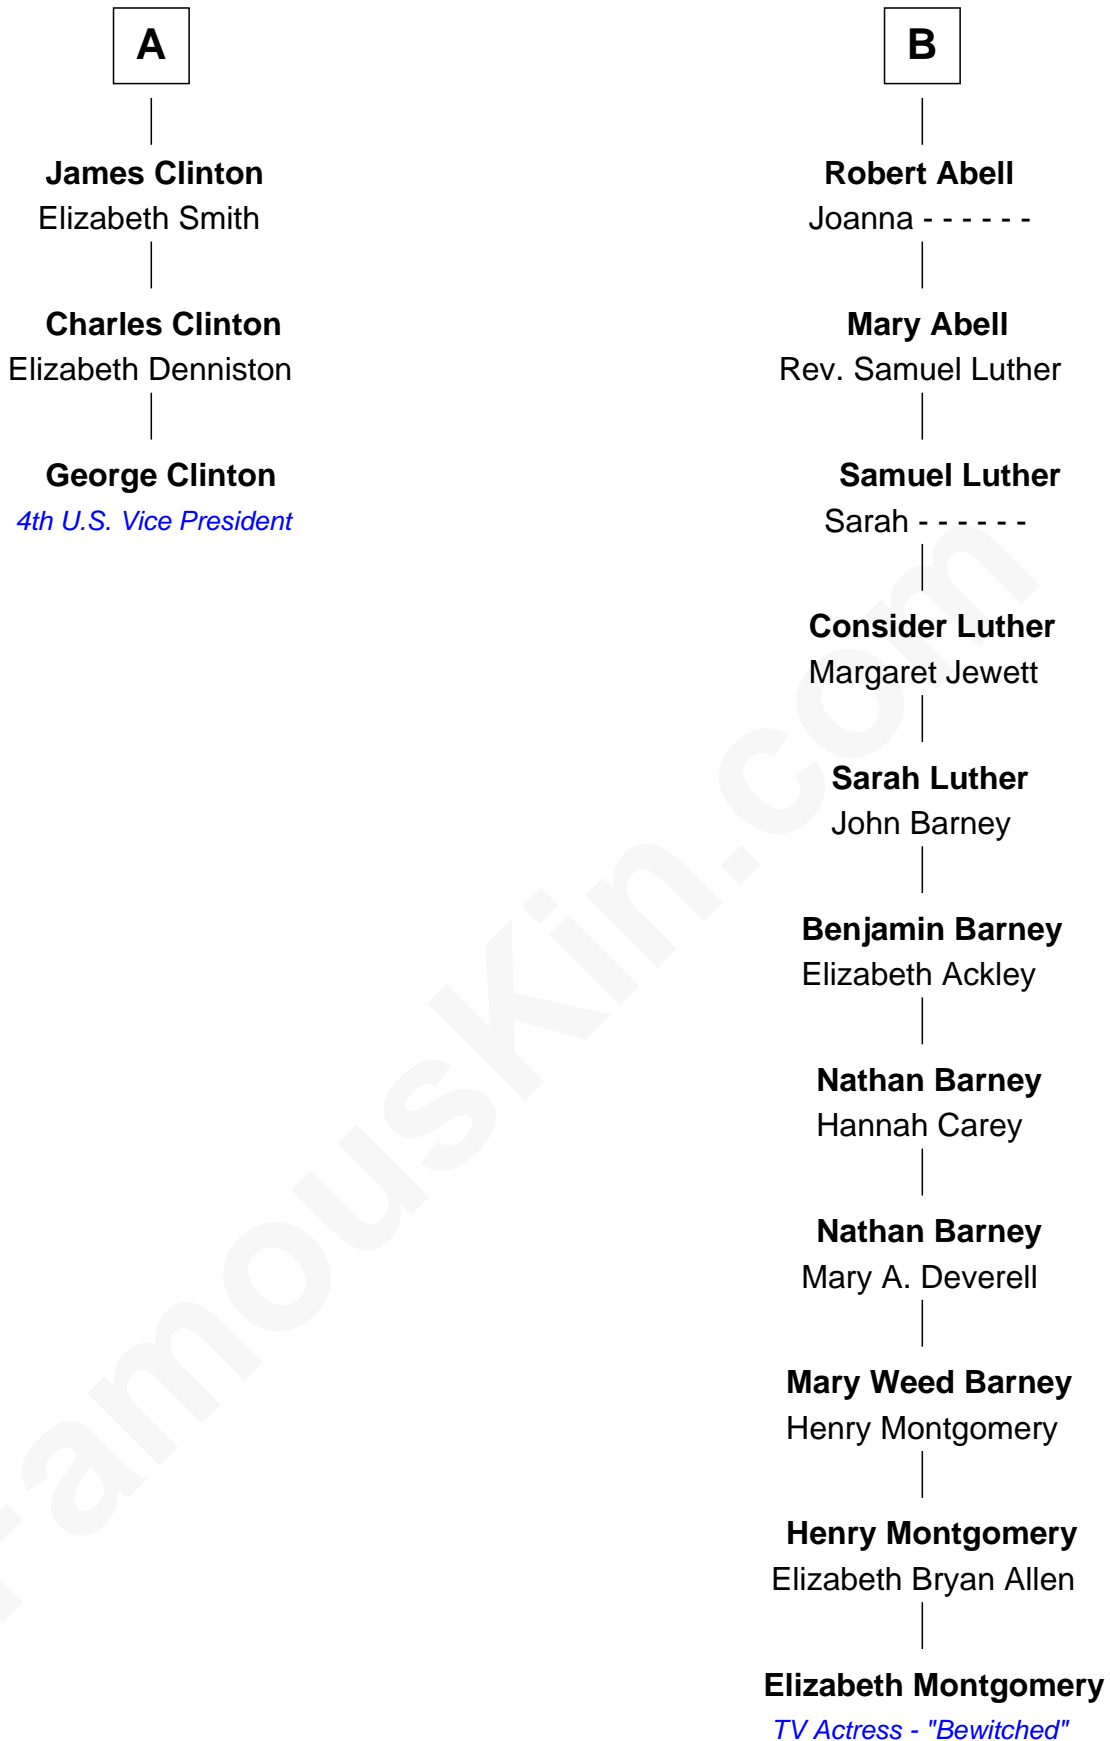 A
James Clinton
Elizabeth Smith
Charles Clinton
Elizabeth Denniston
George Clinton
4th U.S. Vice President
B
Robert Abell
Joanna - - - - - -
Mary Abell
Rev. Samuel Luther
Samuel Luther
Sarah - - - - - -
Consider Luther
Margaret Jewett
Sarah Luther
John Barney
Benjamin Barney
Elizabeth Ackley
Nathan Barney
Hannah Carey
Nathan Barney
Mary A. Deverell
Mary Weed Barney
Henry Montgomery
Henry Montgomery
Elizabeth Bryan Allen
Elizabeth Montgomery
TV Actress - "Bewitched"
FamousKin.com